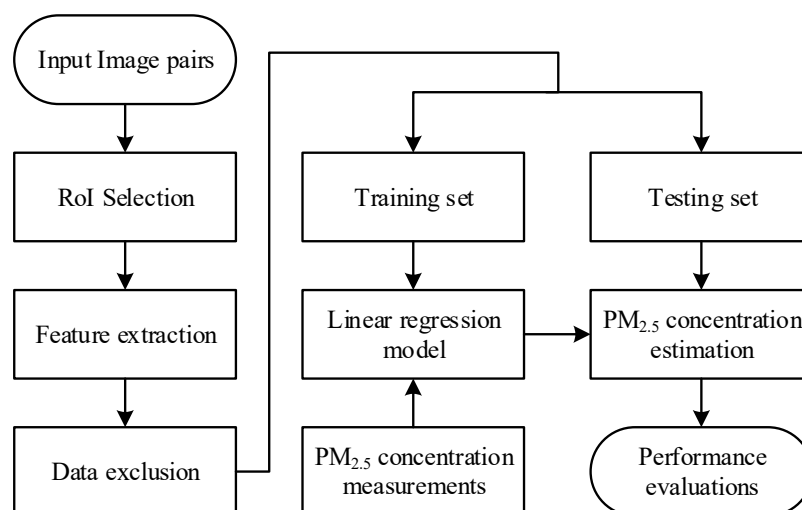 Input Image pairs
RoI Selection
Feature extraction
Data exclusion
Training set
Linear regression
model
PM2.5 concentration
measurements
Testing set
PM2.5 concentration
estimation
Performance
evaluations